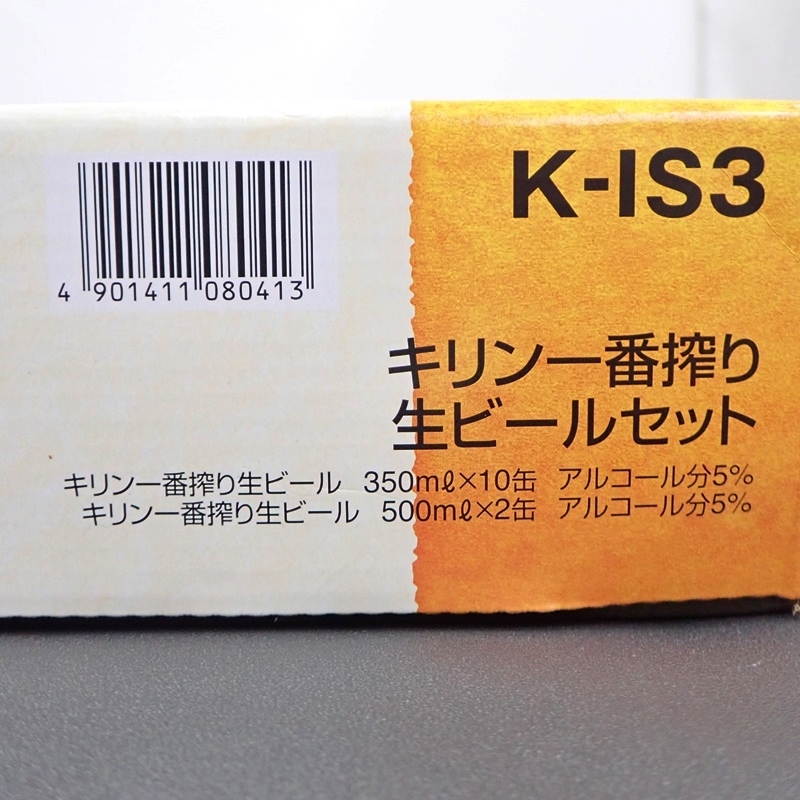 K-IS3
4 901411 080413
キリン一番搾り
生ビールセット
キリン一番搾り生ビール 350mℓ×10缶 アルコール分5%
キリン一番搾り生ビール 500mℓ×2缶 アルコール分5%